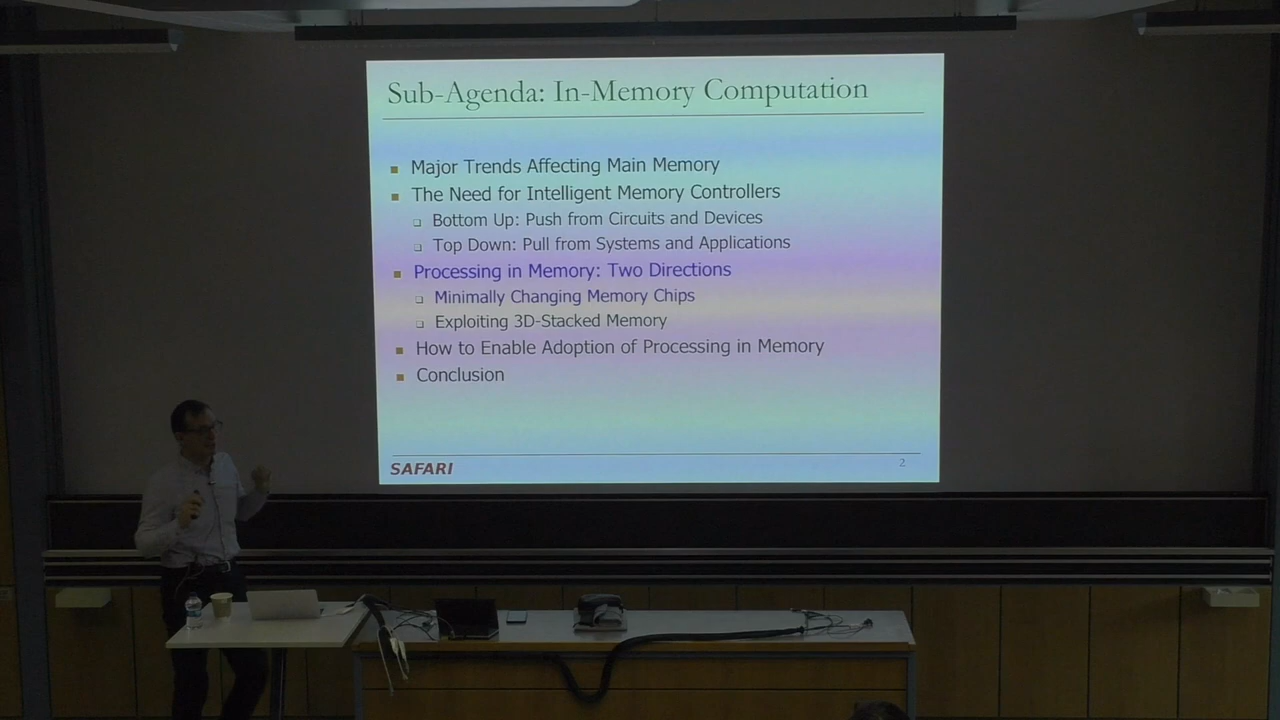 Sub-Agenda: In-Memory Computation
Major Trends Affecting Main Memory
The Need for Intelligent Memory Controllers
Bottom Up: Push from Circuits and Devices
Top Down: Pull from Systems and Applications
Processing in Memory: Two Directions
Minimally Changing Memory Chips
Exploiting 3D-Stacked Memory
How to Enable Adoption of Processing in Memory
Conclusion
SAFARI
2